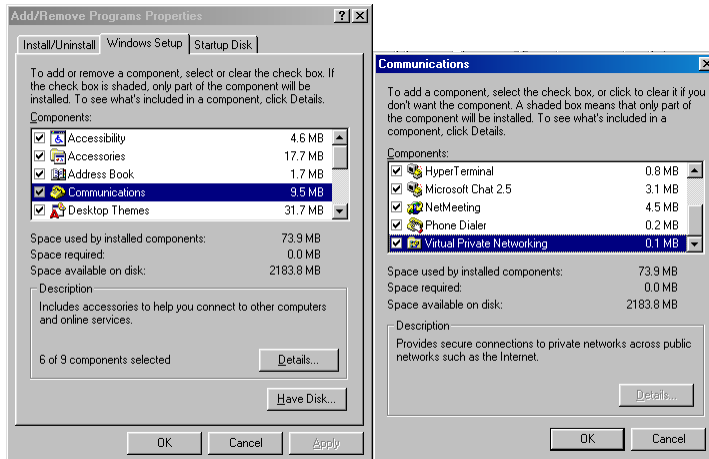 Add/Remove Programs Properties
Install/Uninstall Windows Setup Startup Disk
To add or remove a component, select or clear the check box. If
the check box is shaded, only part of the component will be
installed. To see what's included in a component, click Details.
Components:
Accessibility 4.6 MB
Accessories 17.7 MB
Address Book 1.7 MB
Communications 9.5 MB
Desktop Themes 31.7 MB
Space used by installed components: 73.9 MB
Space required: 0.0 MB
Space available on disk: 2183.8 MB
Description
Includes accessories to help you connect to other computers
and online services.
6 of 9 components selected Details...
Have Disk...
OK Cancel Apply
Communications
To add a component, select the check box, or click to clear it if you
don't want the component. A shaded box means that only part of
the component will be installed. To see what's included in a
component, click Details.
Components:
HyperTerminal 0.8 MB
Microsoft Chat 2.5 3.1 MB
NetMeeting 4.5 MB
Phone Dialer 0.2 MB
Virtual Private Networking 0.1 MB
Space used by installed components: 73.9 MB
Space required: 0.0 MB
Space available on disk: 2183.8 MB
Description
Provides secure connections to private networks across public
networks such as the Internet.
Details...
OK Cancel